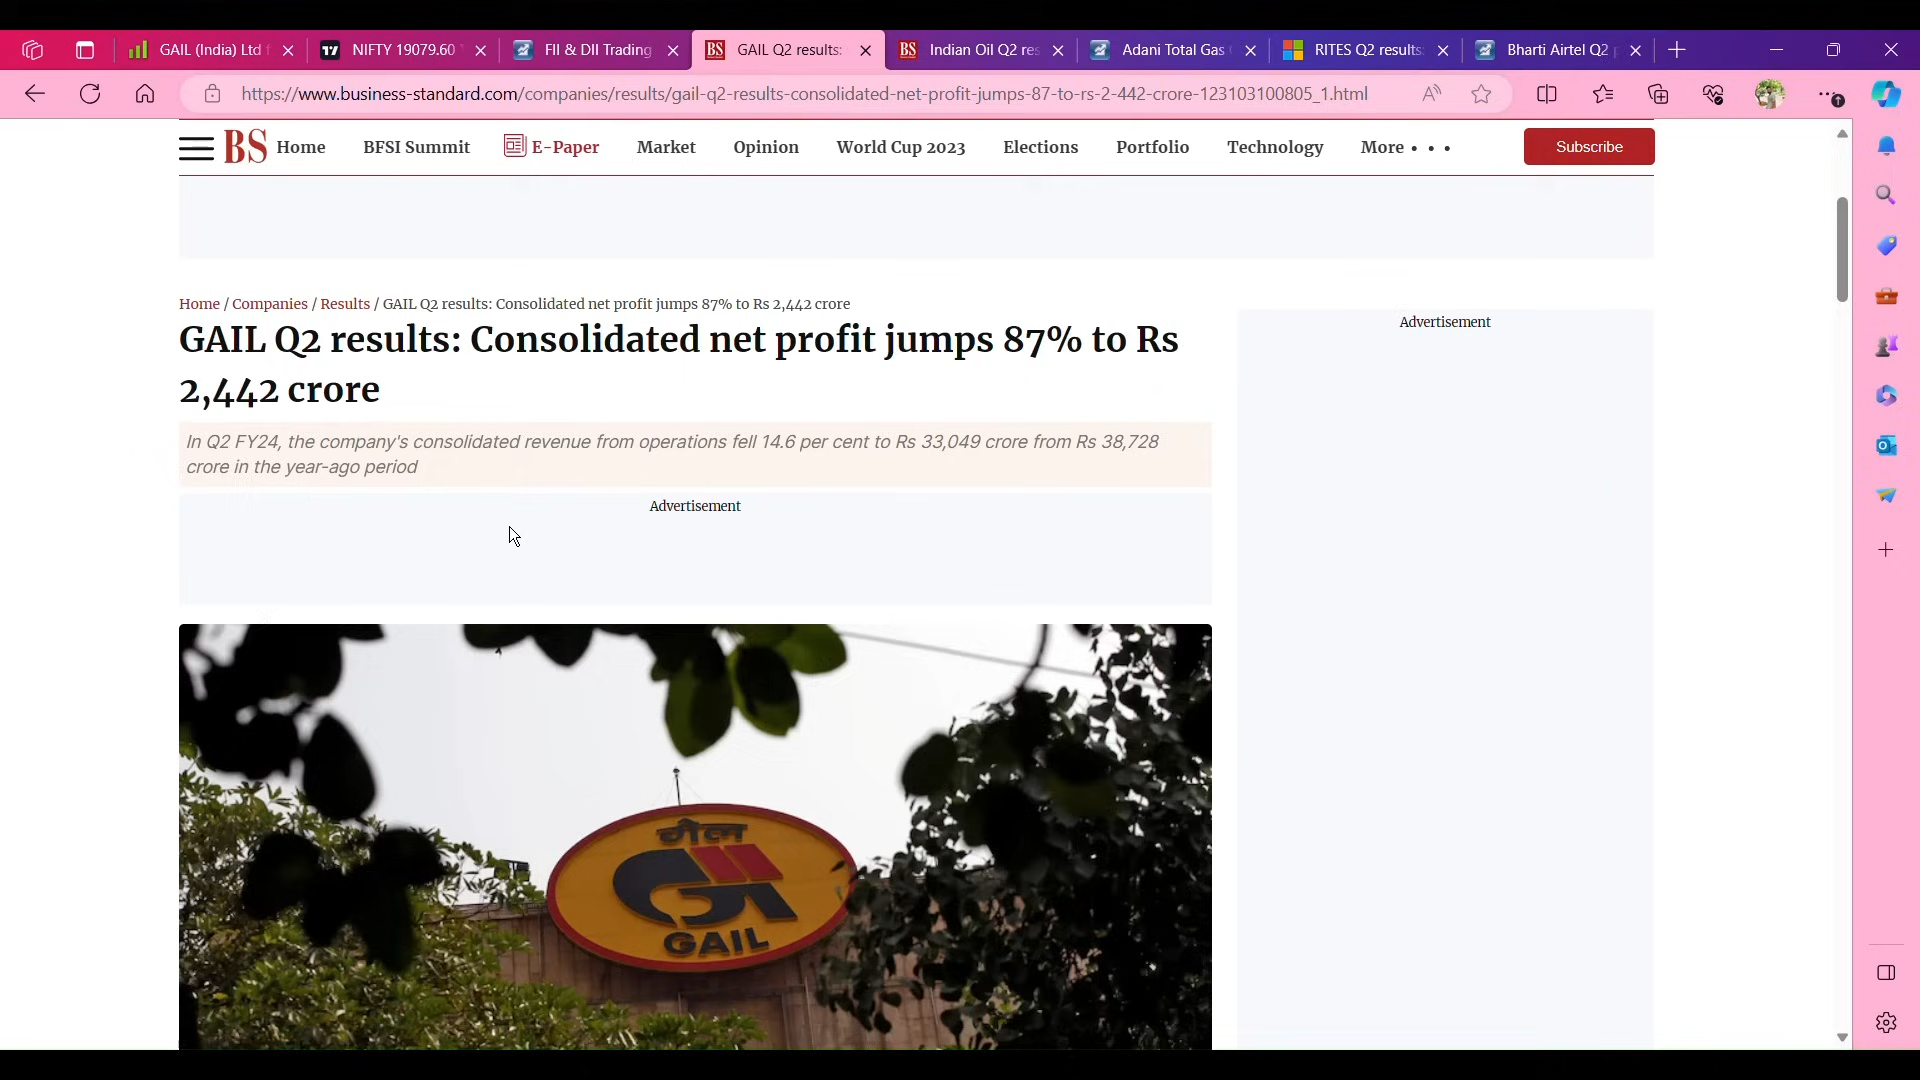 GAIL (India) Ltd f
NIFTY 19079.60
FII & DII Trading
BS GAIL Q2 results:
BS Indian Oil Q2 res
Adani Total Gas
RITES Q2 results
Bharti Airtel Q2 p
https://www.business-standard.com/companies/results/gail-q2-results-consolidated-net-profit-jumps-87-to-rs-2-442-crore-123103100805_1.html
BS Home BFSI Summit E-Paper Market Opinion World Cup 2023 Elections Portfolio Technology More Subscribe
Home / Companies / Results / GAIL Q2 results: Consolidated net profit jumps 87% to Rs 2,442 crore
GAIL Q2 results: Consolidated net profit jumps 87% to Rs
2,442 crore
In Q2 FY24, the company's consolidated revenue from operations fell 14.6 per cent to Rs 33,049 crore from Rs 38,728
crore in the year-ago period
Advertisement
Advertisement
गेल
GAIL